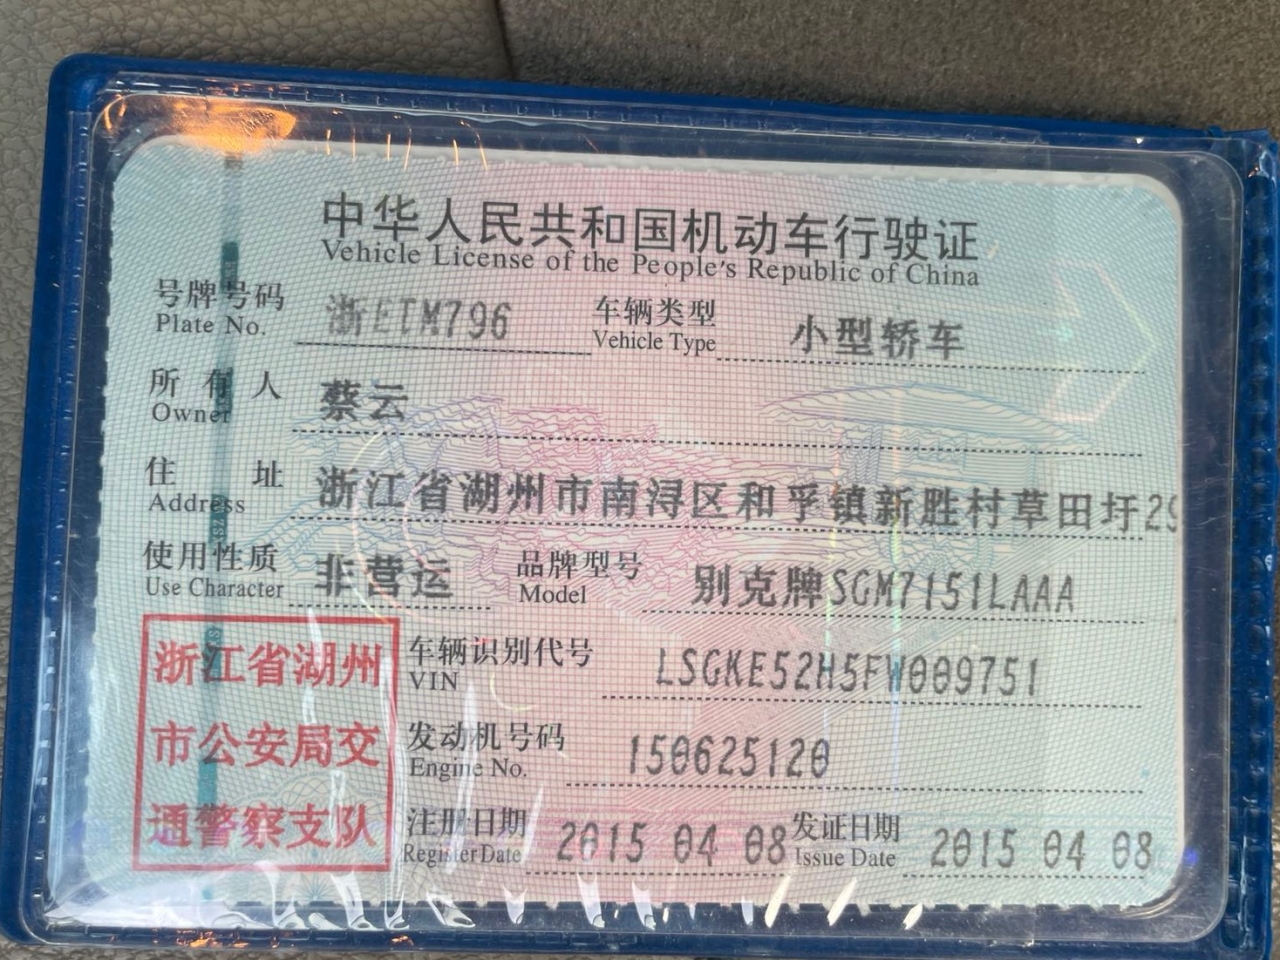 中华人民共和国机动车行驶证
Vehicle License of the People's Republic of China
号牌号码 浙ETM796 车辆类型 小型轿车
Plate No. Vehicle Type
所有人 蔡云
Owner
住址 浙江省湖州市南浔区和孚镇新胜村草田圩29
Address
使用性质 非营运 品牌型号 别克牌SGM7151LAAA
Use Character Model
浙江省湖州
市公安局交
通警察支队
车辆识别代号 LSGKE52H5FW009751
VIN
发动机号码 150625120
Engine No.
注册日期 2015 04 08 发证日期 2015 04 08
Register Date Issue Date